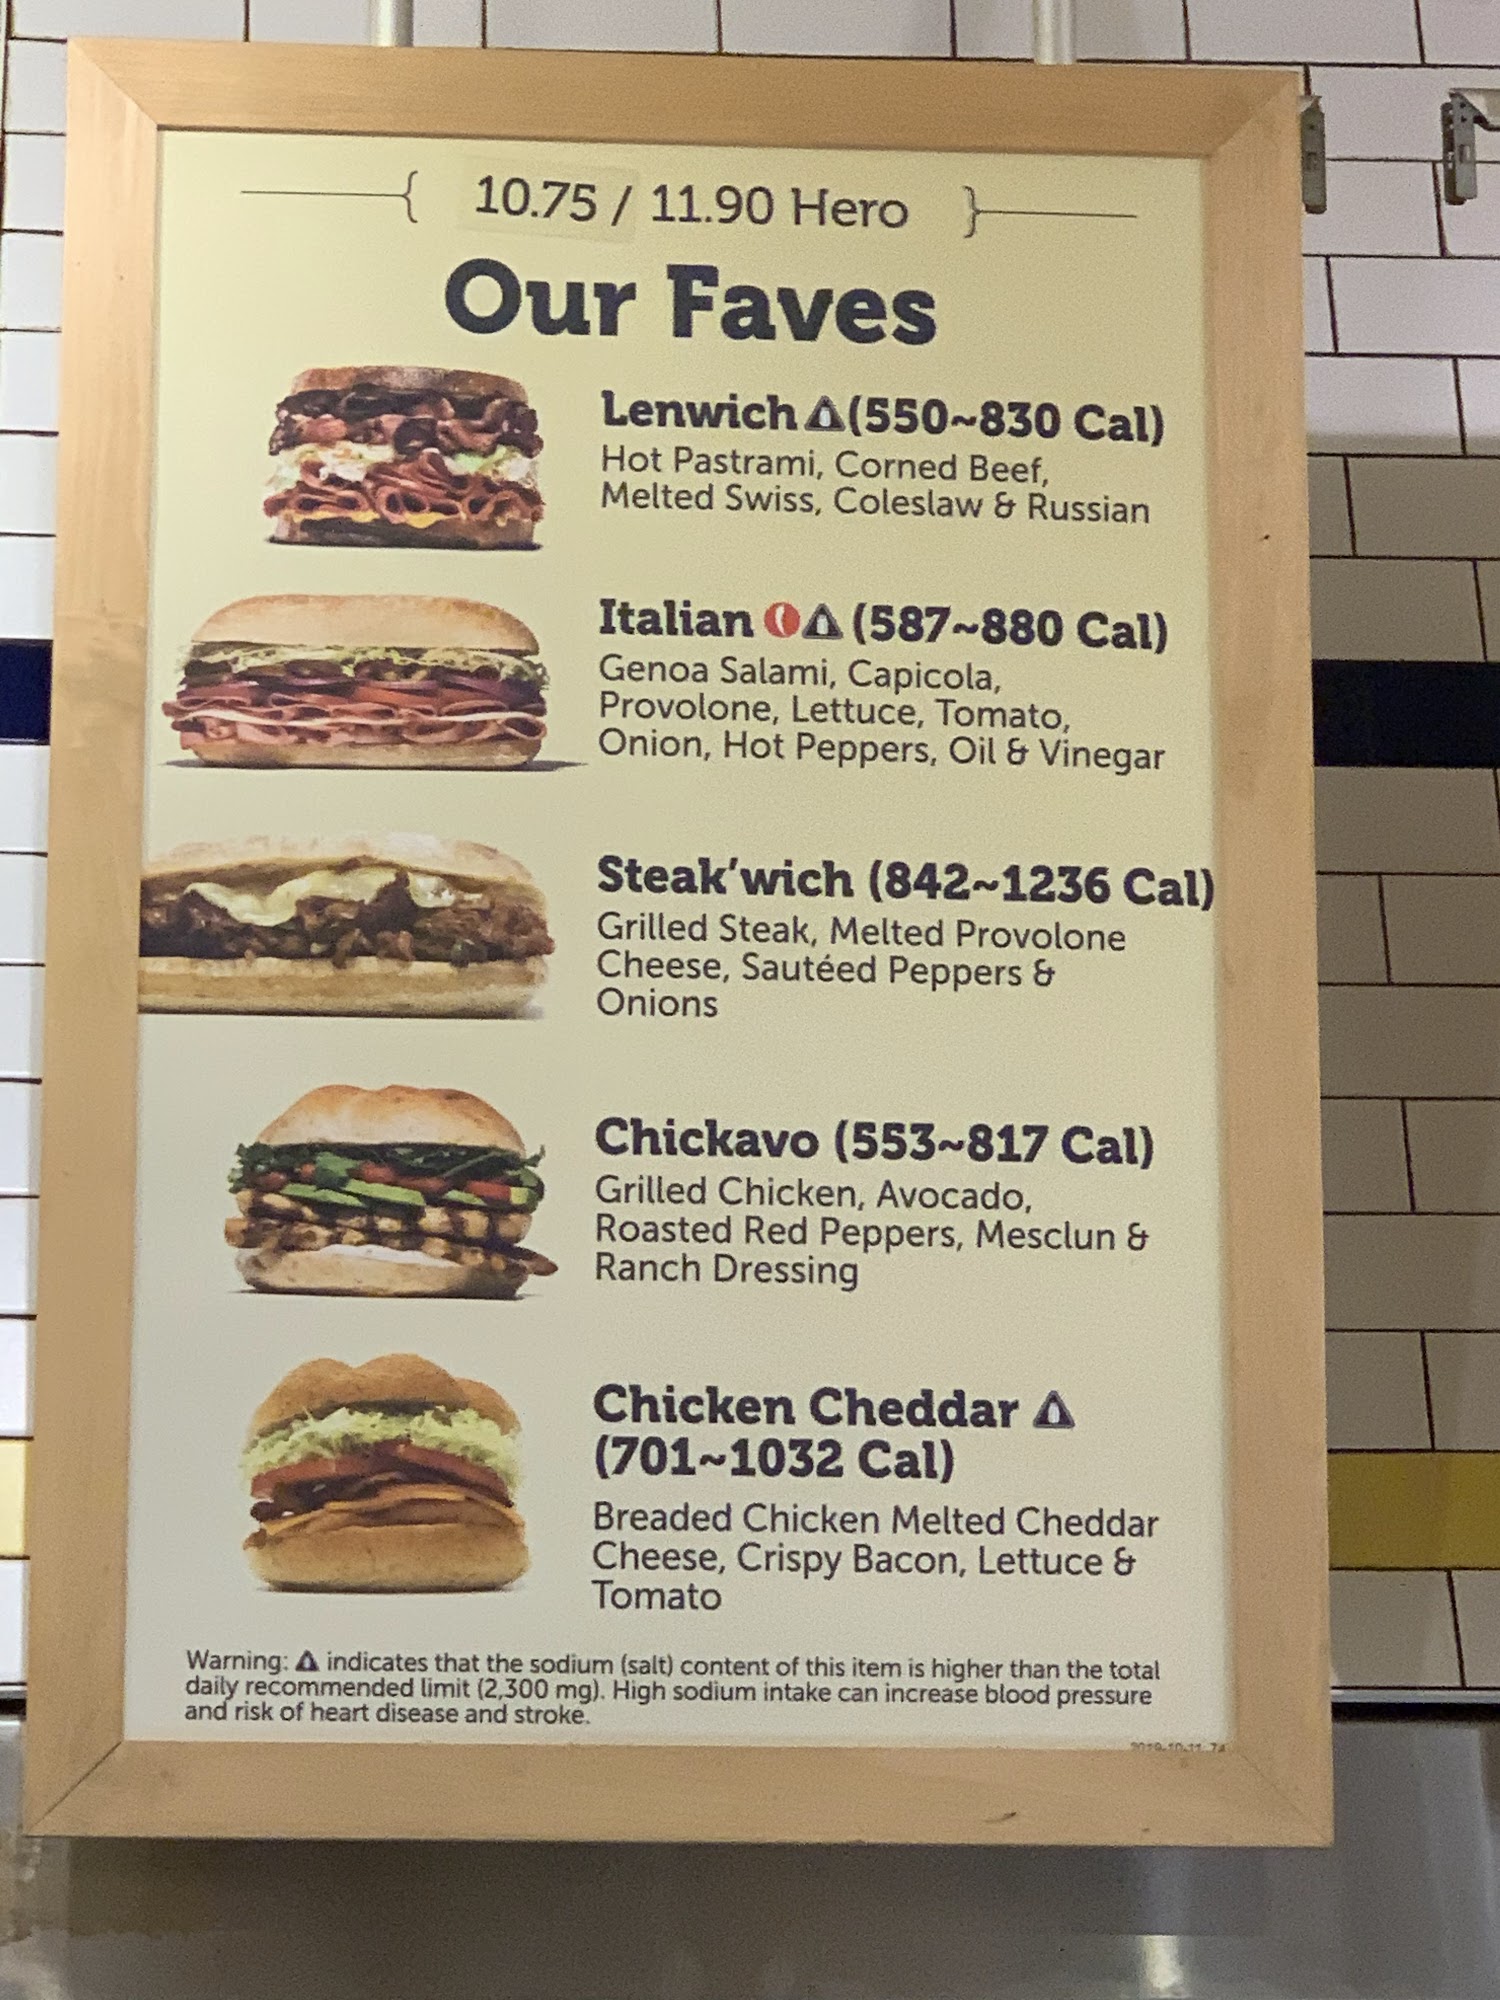 10.75 / 11.90 Hero
Our Faves
Lenwich (550~830 Cal)
Hot Pastrami, Corned Beef,
Melted Swiss, Coleslaw & Russian
Italian (587~880 Cal)
Genoa Salami, Capicola,
Provolone, Lettuce, Tomato,
Onion, Hot Peppers, Oil & Vinegar
Steak'wich (842~1236 Cal)
Grilled Steak, Melted Provolone
Cheese, Sautéed Peppers &
Onions
Chickavo (553~817 Cal)
Grilled Chicken, Avocado,
Roasted Red Peppers, Mesclun &
Ranch Dressing
Chicken Cheddar
(701~1032 Cal)
Breaded Chicken Melted Cheddar
Cheese, Crispy Bacon, Lettuce &
Tomato
Warning: indicates that the sodium (salt) content of this item is higher than the total
daily recommended limit (2,300 mg). High sodium intake can increase blood pressure
and risk of heart disease and stroke.